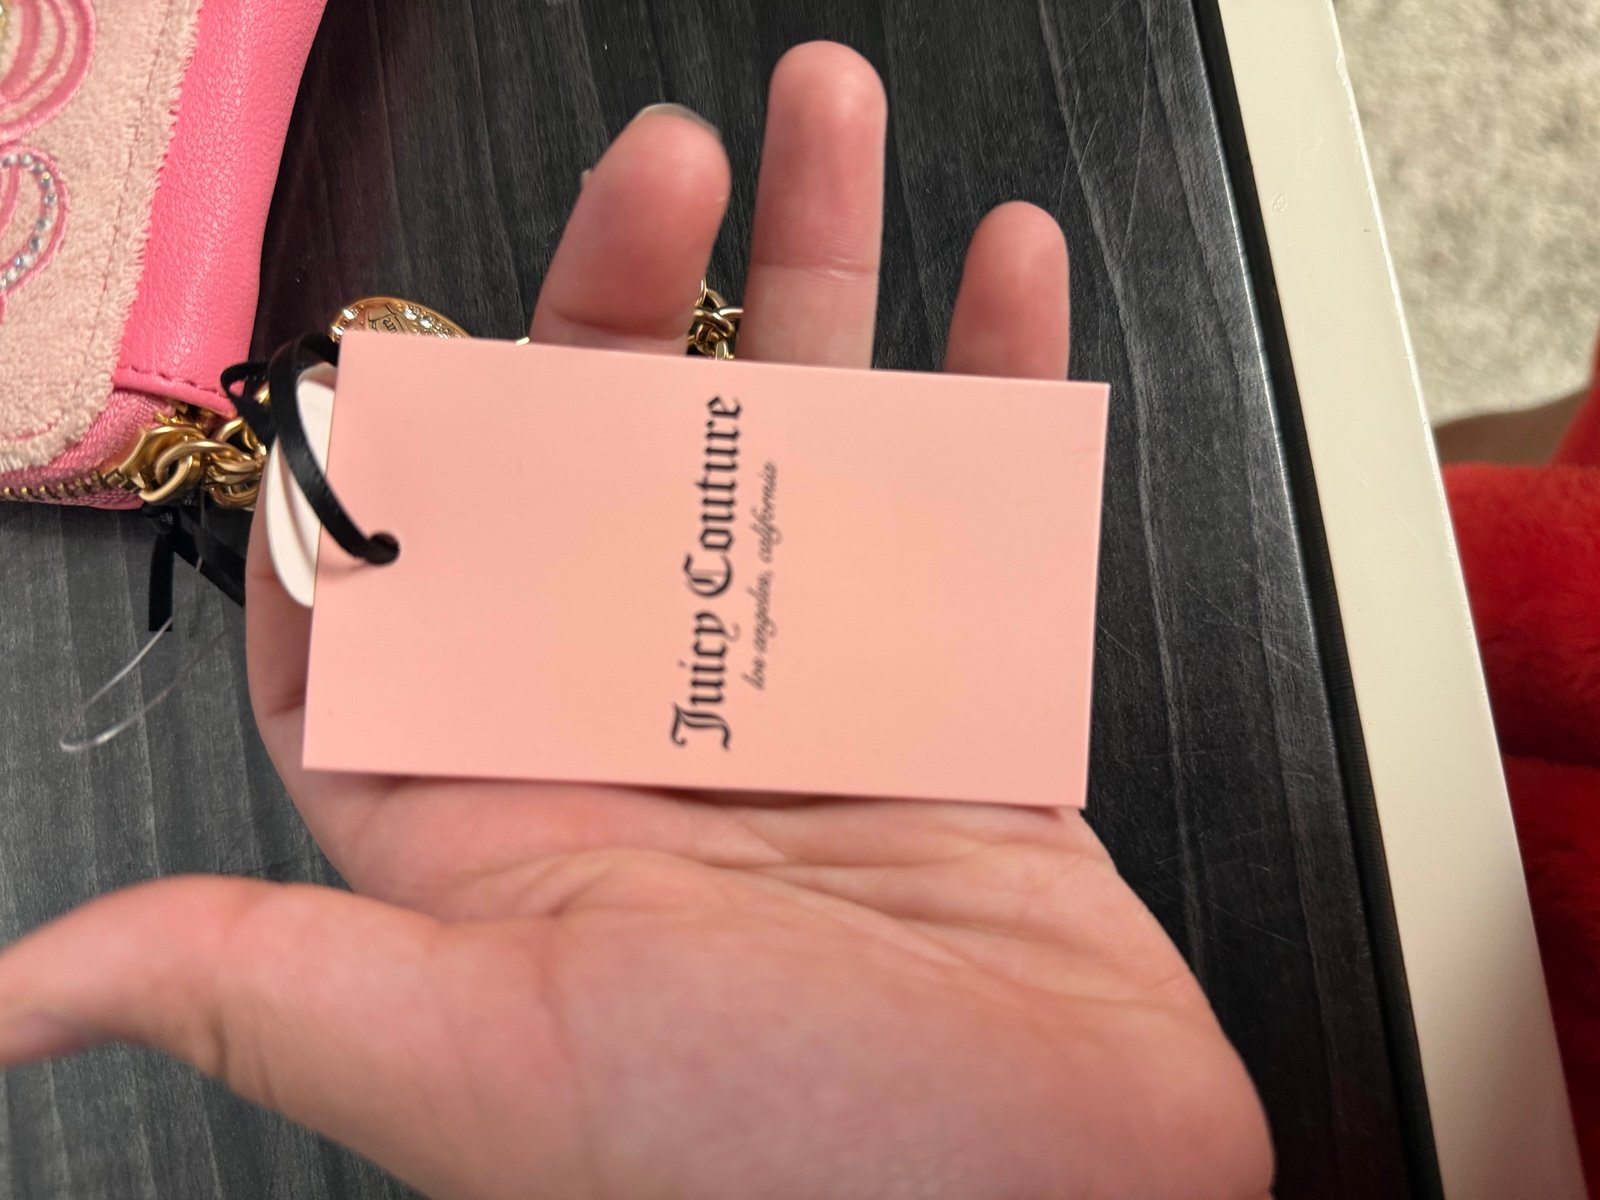 Juicy Couture
los angeles, california